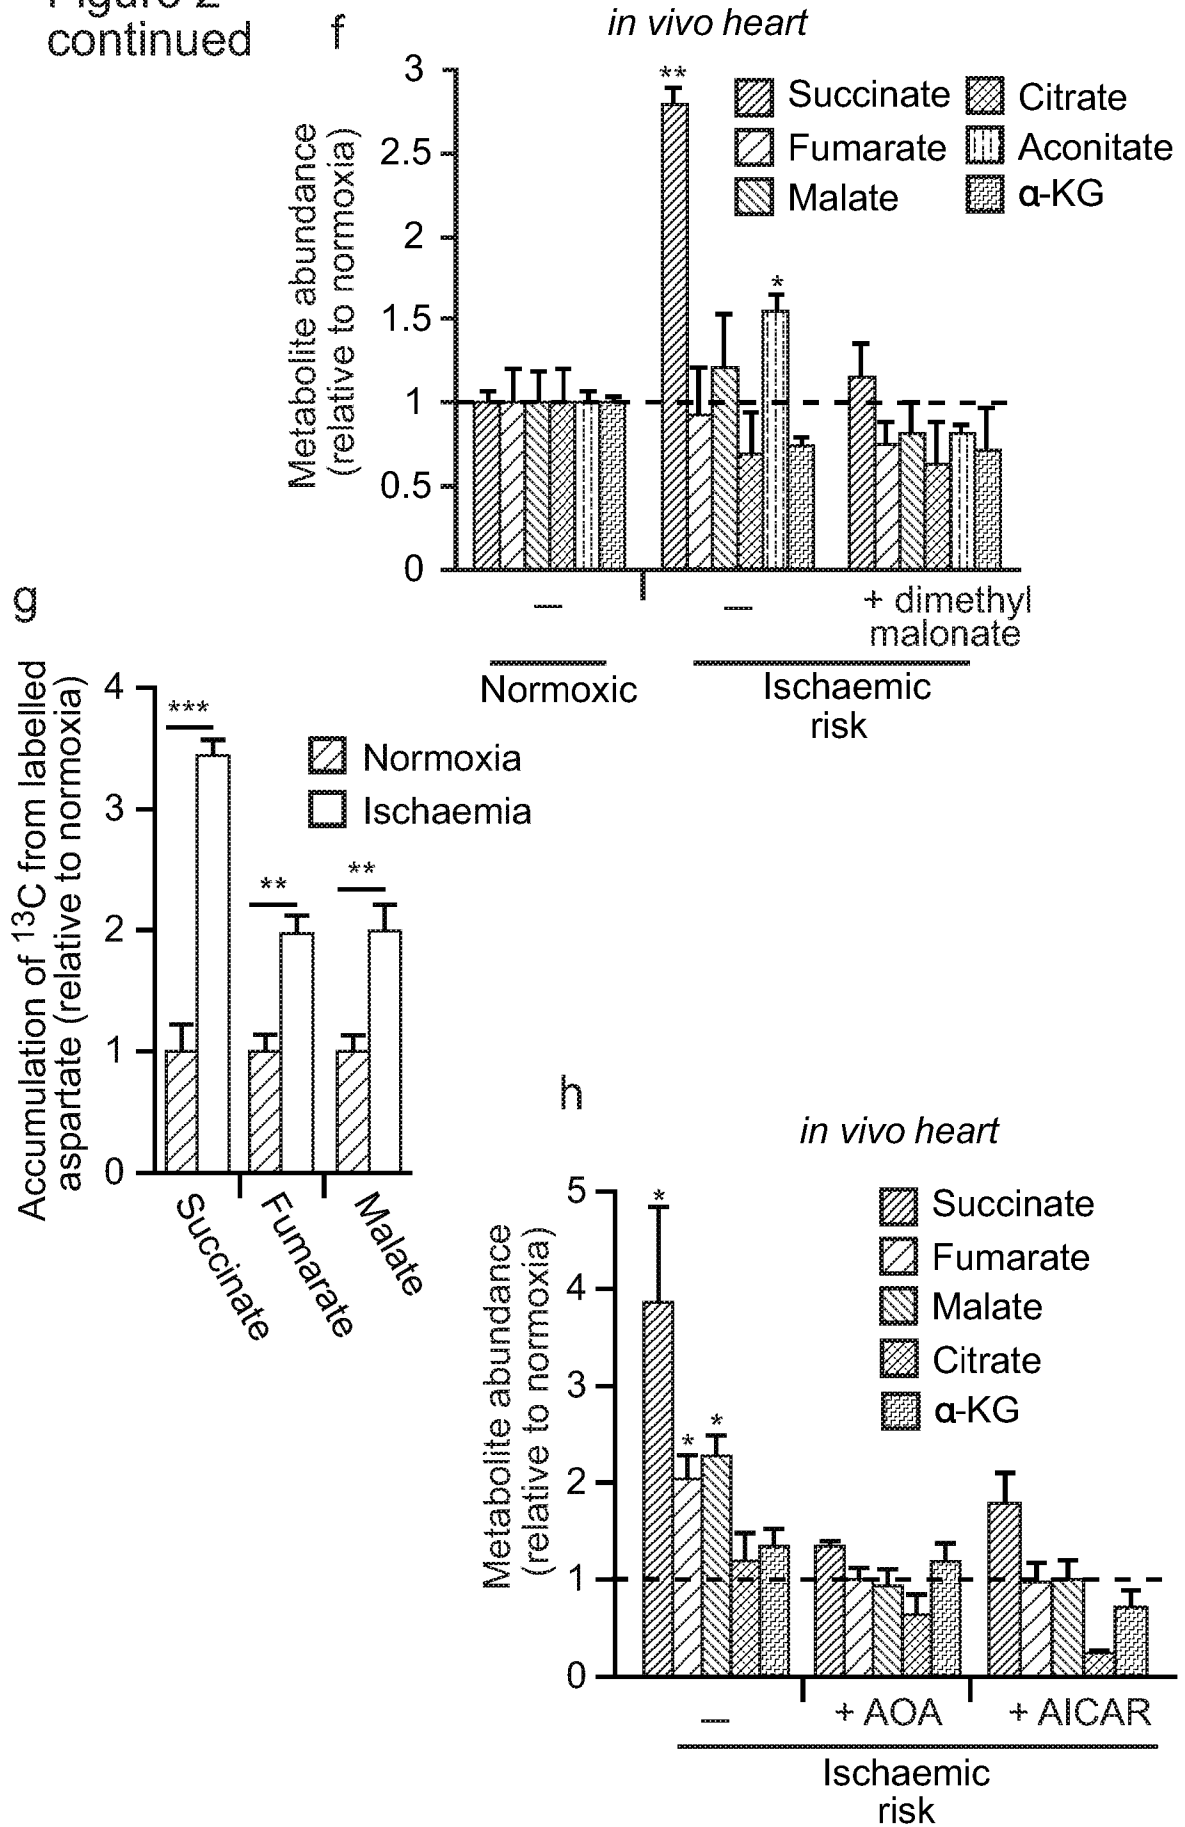 Figure 2
continued
f
in vivo heart
Metabolite abundance
(relative to normoxia)
3
2.5
2
1.5
1
0.5
0
**
*
Succinate
Fumarate
Malate
Citrate
Aconitate
α-KG
—
—
+ dimethyl
malonate
Normoxic
Ischaemic
risk
g
Accumulation of 13C from labelled
aspartate (relative to normoxia)
4
3
2
1
0
***
**
**
Normoxia
Ischaemia
Succinate
Fumarate
Malate
h
in vivo heart
Metabolite abundance
(relative to normoxia)
5
4
3
2
1
0
*
*
*
Succinate
Fumarate
Malate
Citrate
α-KG
—
+ AOA
+ AICAR
Ischaemic
risk